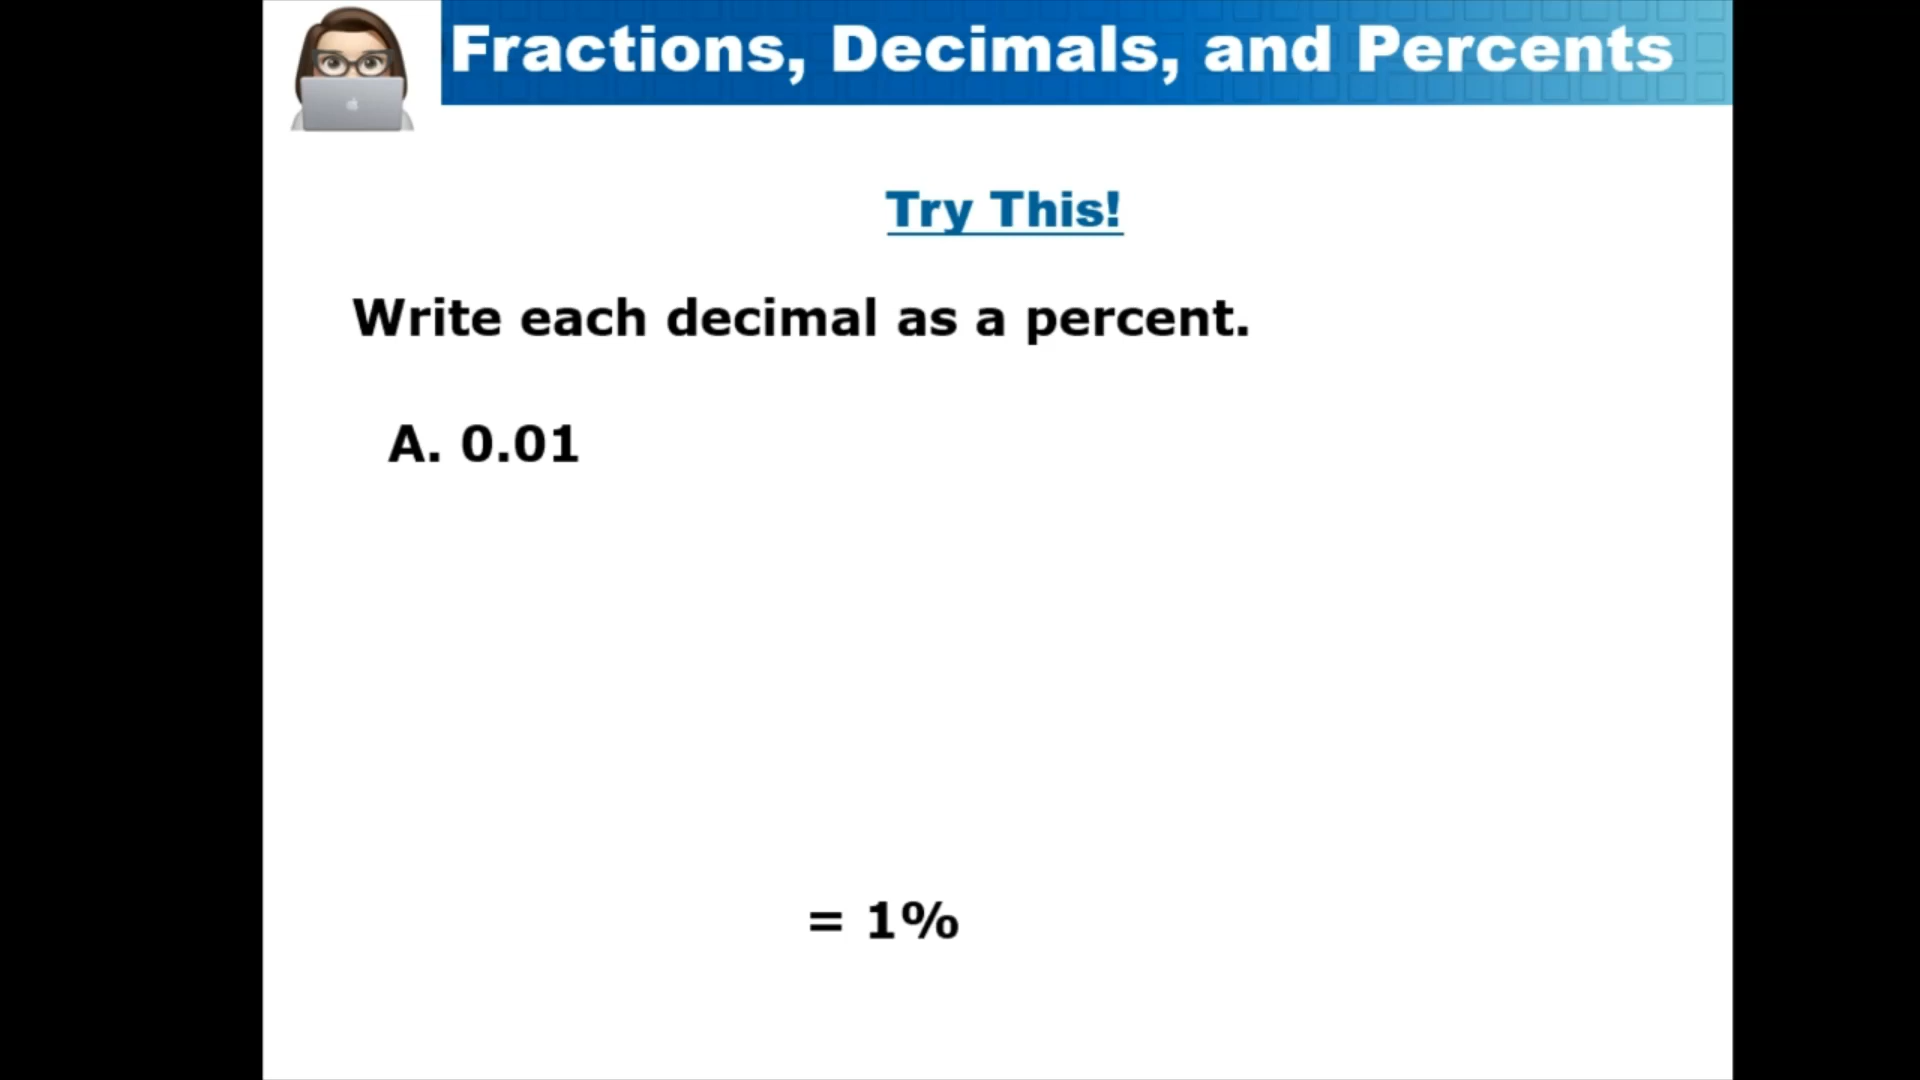 Fractions, Decimals, and Percents
Try This!
Write each decimal as a percent.
A. 0.01
= 1%